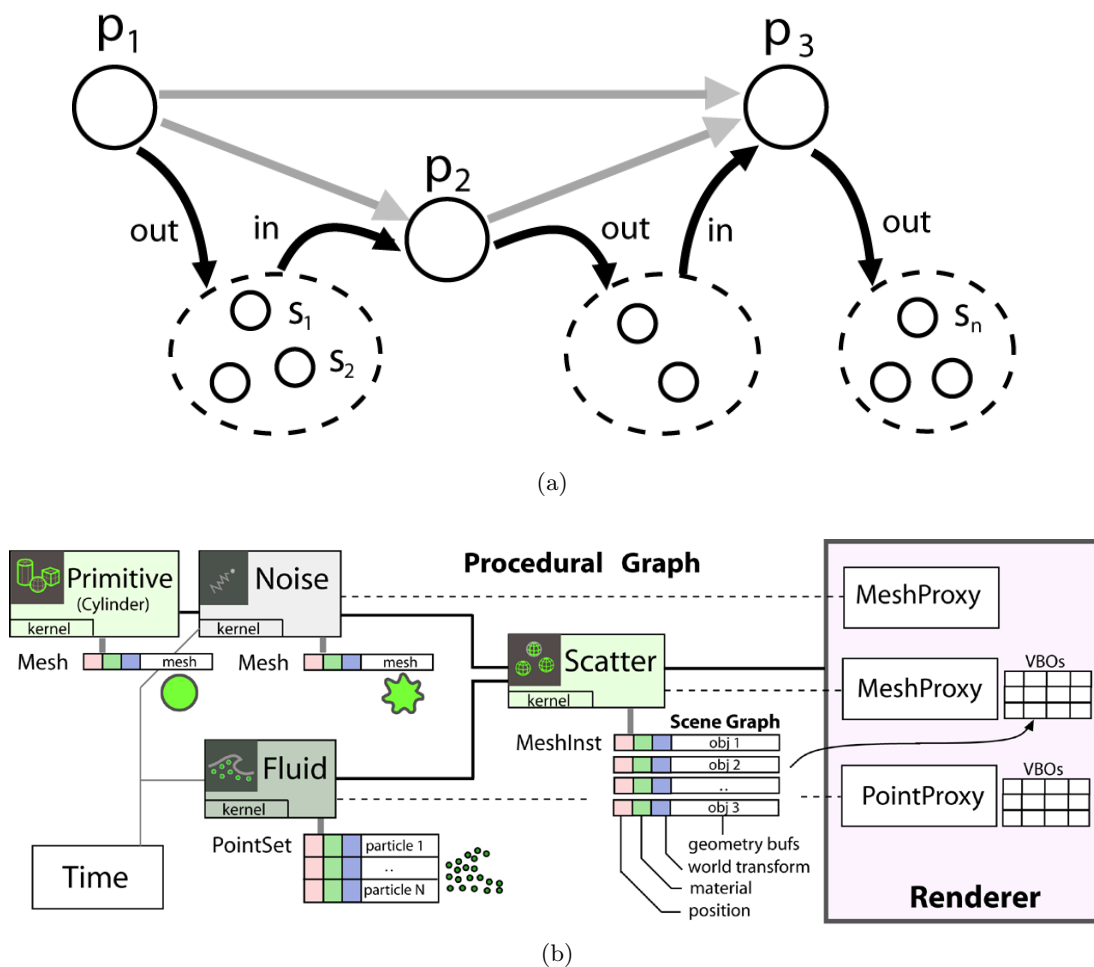 p1
p3
p2
out
in
out
in
out
s1
s2
sn
(a)
Procedural Graph
Primitive
(Cylinder)
kernel
Noise
kernel
MeshProxy
Mesh
mesh
Mesh
mesh
Scatter
kernel
MeshProxy
VBOs
Scene Graph
MeshInst
obj 1
obj 2
..
obj 3
Fluid
kernel
PointProxy
VBOs
PointSet
particle 1
..
particle N
Time
geometry bufs
world transform
material
position
Renderer
(b)